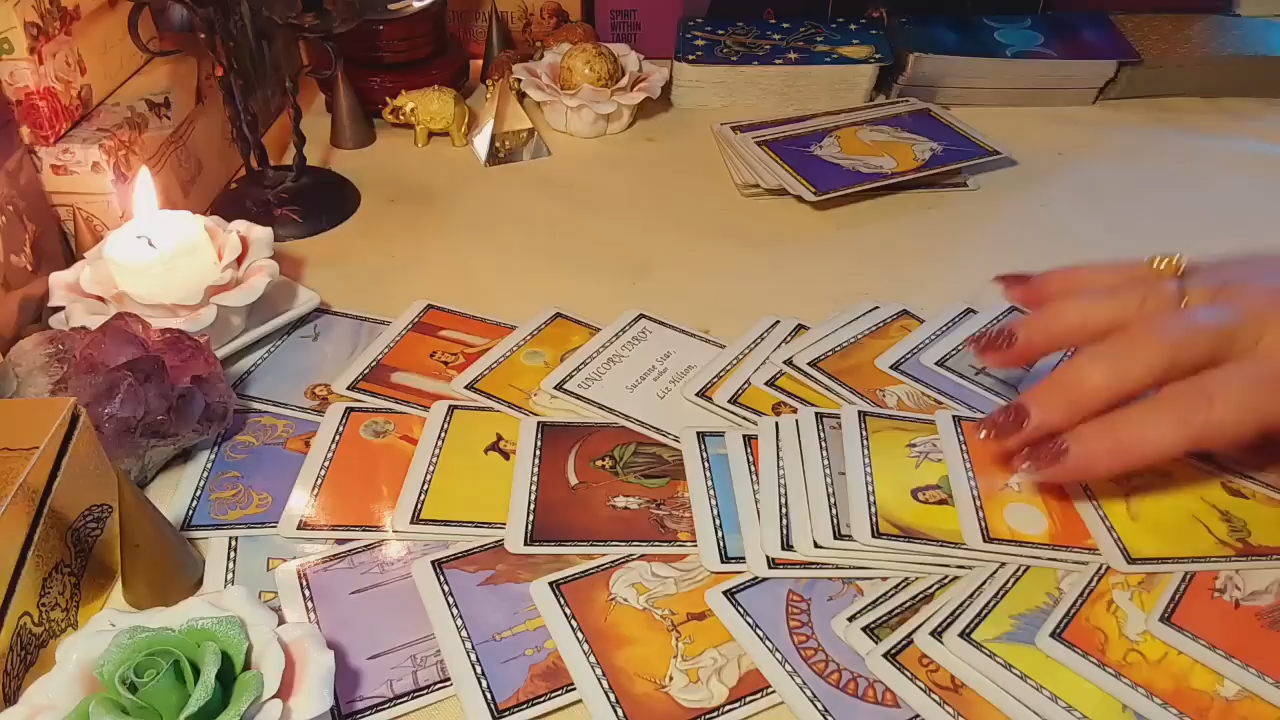 SPIRIT
WITHIN
TAROT
UNICORN TAROT
Suzanne Star,
author
Liz Hilton,